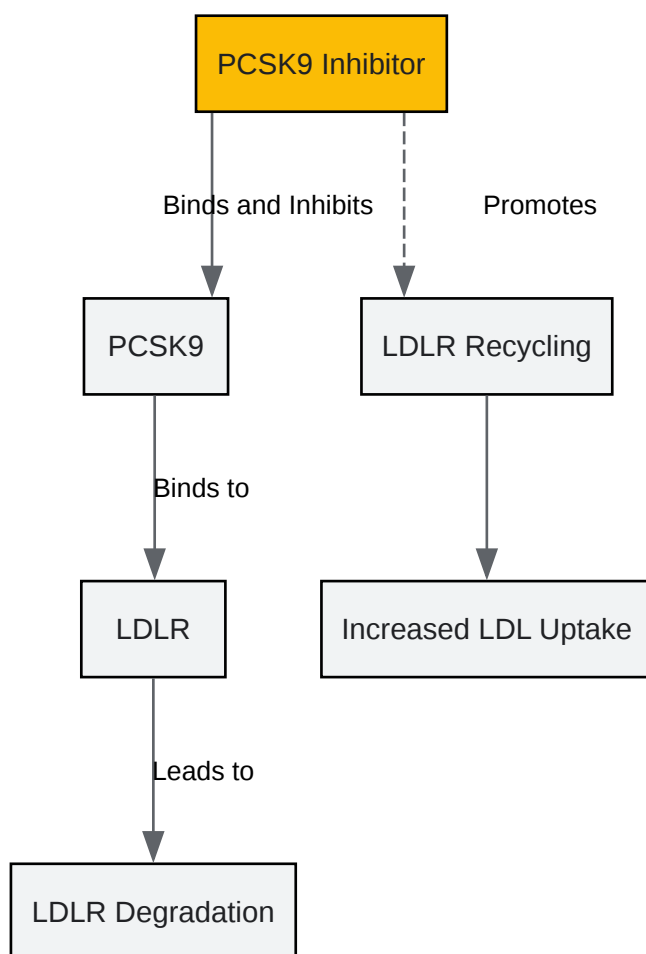 PCSK9 Inhibitor
Binds and Inhibits
Promotes
PCSK9
LDLR Recycling
Binds to
LDLR
Increased LDL Uptake
Leads to
LDLR Degradation